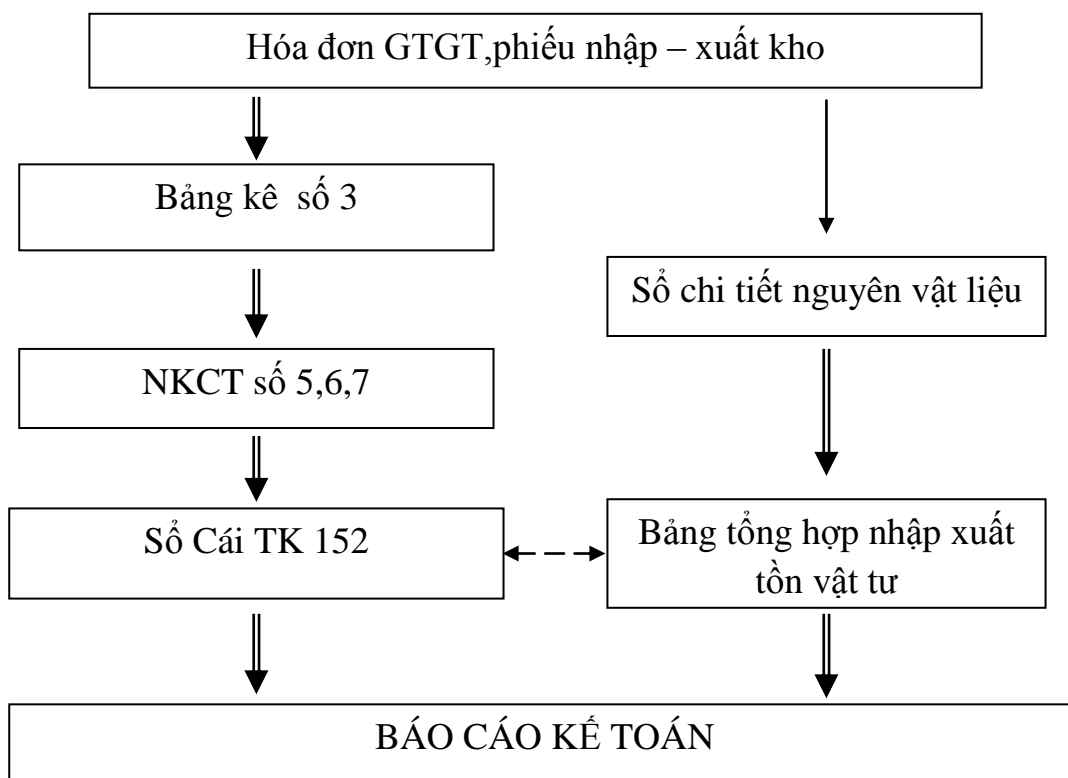 Hóa đơn GTGT,phiếu nhập – xuất kho
Bảng kê số 3
Sổ chi tiết nguyên vật liệu
NKCT số 5,6,7
Sổ Cái TK 152
Bảng tổng hợp nhập xuất
tồn vật tư
BÁO CÁO KẾ TOÁN